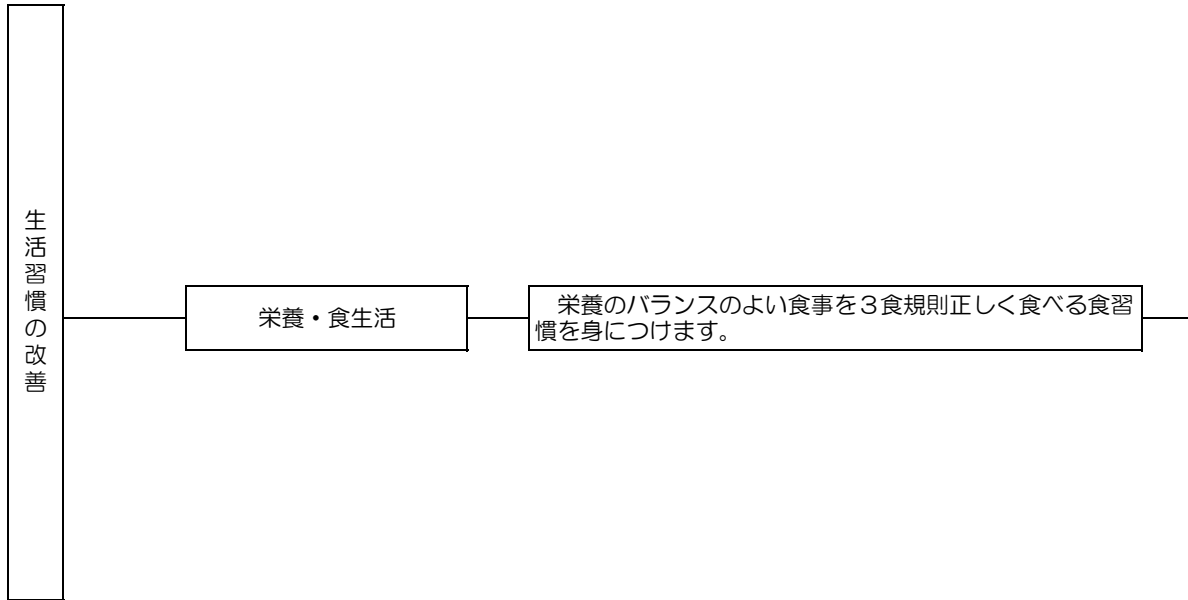 生活習慣の改善
栄養・食生活
栄養のバランスのよい食事を３食規則正しく食べる食習
慣を身につけます。